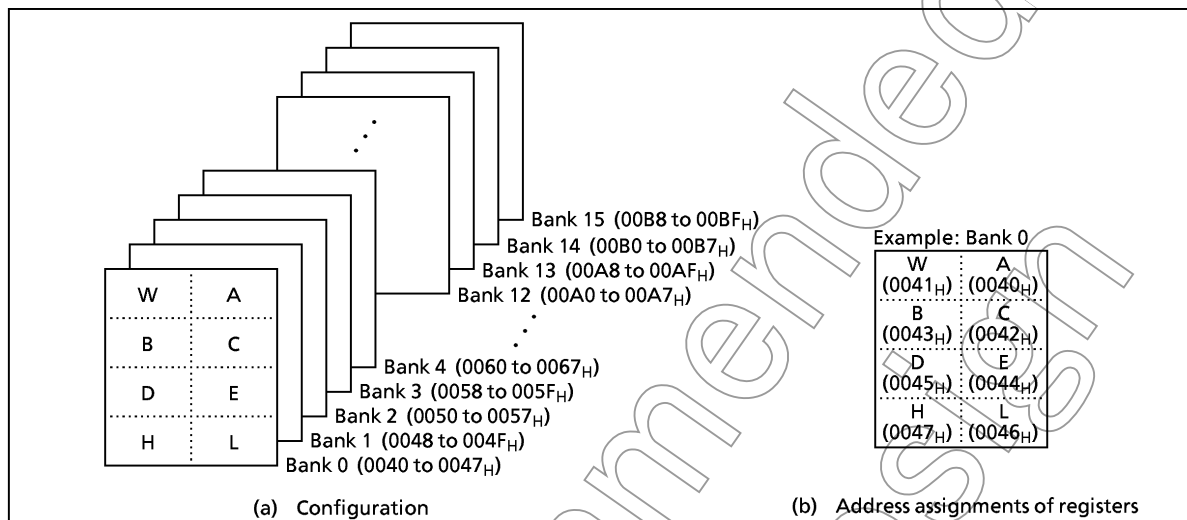 Bank 15 (00B8 to 00BFH)
Bank 14 (00B0 to 00B7H)
Bank 13 (00A8 to 00AFH)
Bank 12 (00A0 to 00A7H)
Bank 4 (0060 to 0067H)
Bank 3 (0058 to 005FH)
Bank 2 (0050 to 0057H)
Bank 1 (0048 to 004FH)
Bank 0 (0040 to 0047H)
W A
B C
D E
H L
(a) Configuration
Example: Bank 0
W A
(0041H) (0040H)
B C
(0043H) (0042H)
D E
(0045H) (0044H)
H L
(0047H) (0046H)
(b) Address assignments of registers